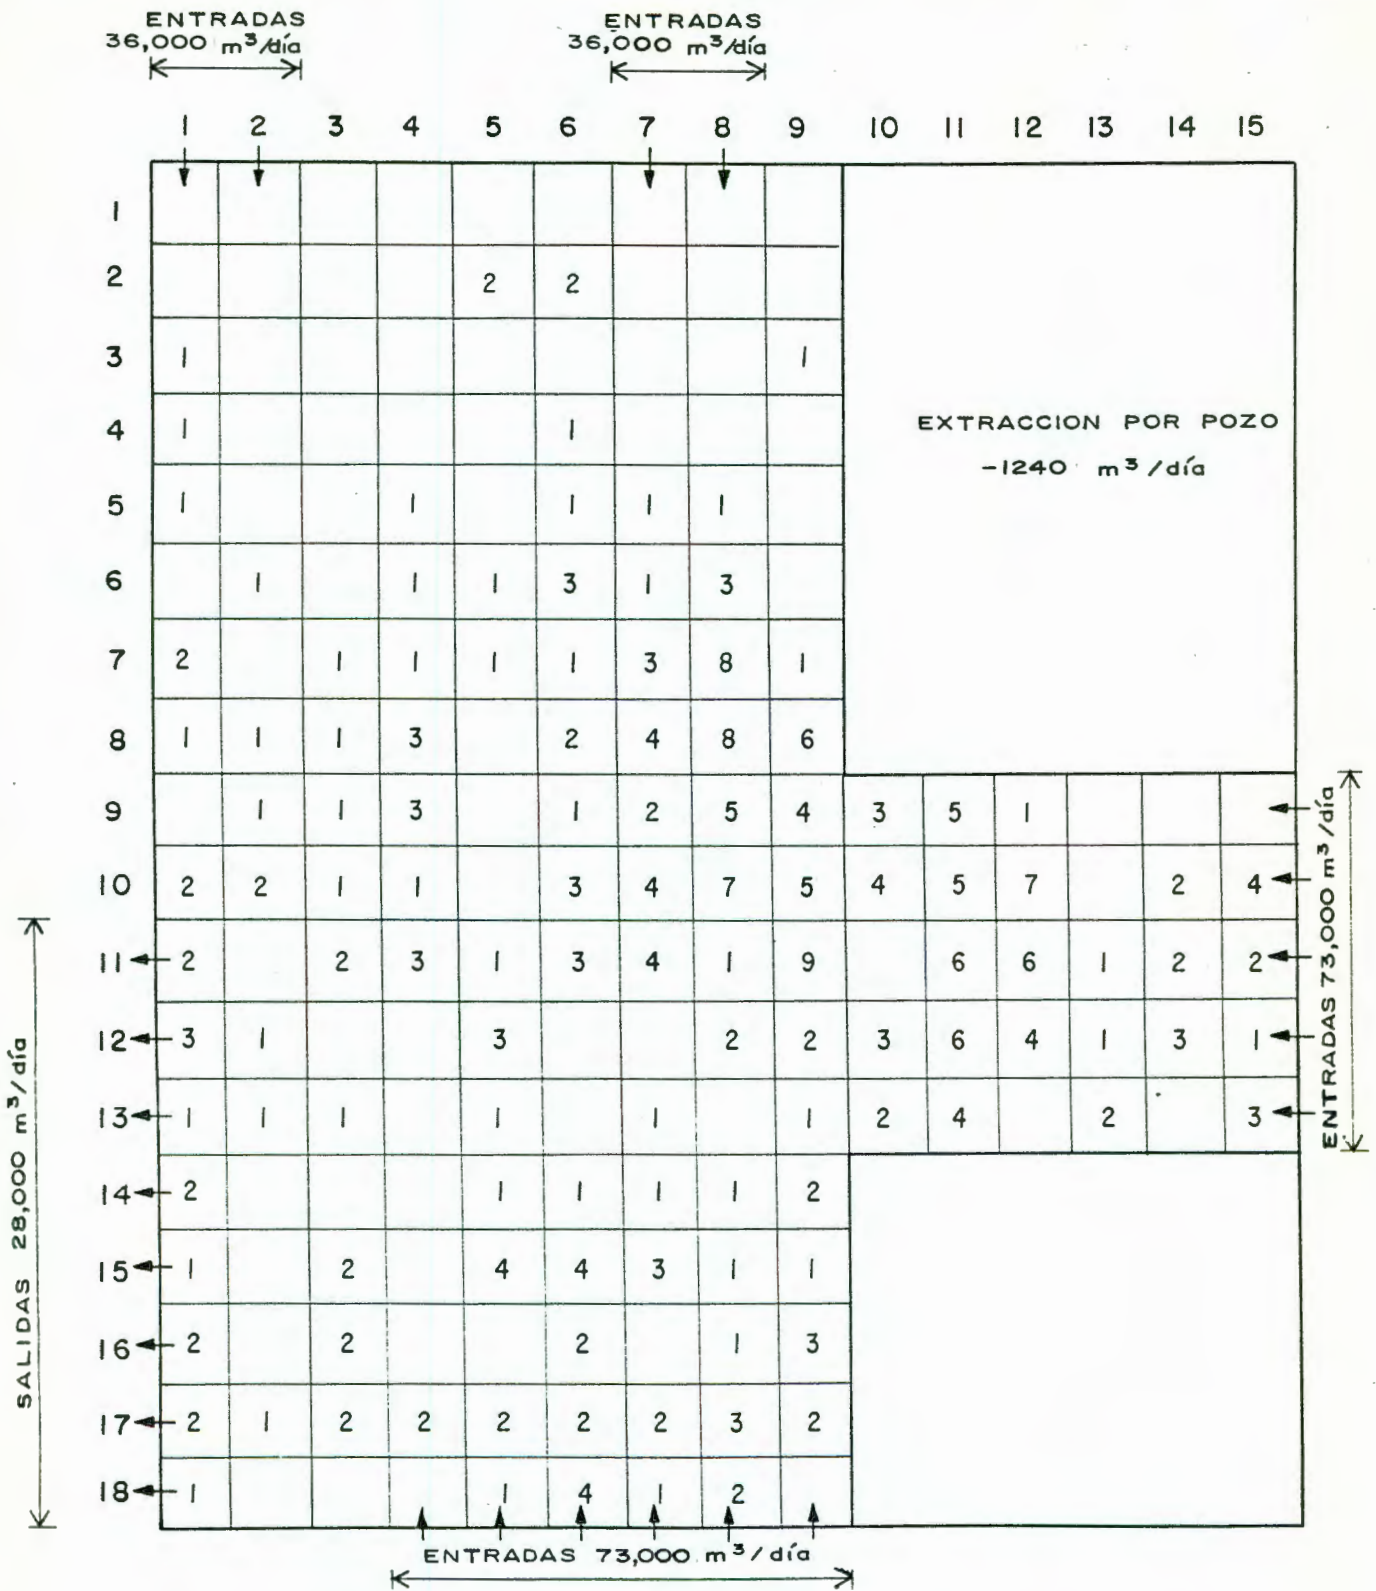 ENTRADAS ENTRADAS
36,000 m³/día 36,000 m³/día
1 2 3 4 5 6 7 8 9 10 11 12 13 14 15
1
2 2 2
3 1 1
4 1 1
EXTRACCION POR POZO
-1240 m³/día
5 1 1 1 1 1
6 1 1 1 3 1 3
7 2 1 1 1 1 3 8 1
8 1 1 1 3 2 4 8 6
9 1 1 3 1 2 5 4 3 5 1
10 2 2 1 1 3 4 7 5 4 5 7 2 4
11 2 2 3 1 3 4 1 9 6 6 1 2 2
12 3 1 3 2 2 3 6 4 1 3 1
13 1 1 1 1 1 1 2 4 2 3
14 2 1 1 1 1 2
15 1 2 4 4 3 1 1
16 2 2 2 1 3
17 2 1 2 2 2 2 2 3 2
18 1 1 4 1 2
SALIDAS 28,000 m³/día
ENTRADAS 73,000 m³/día
ENTRADAS 73,000 m³/día